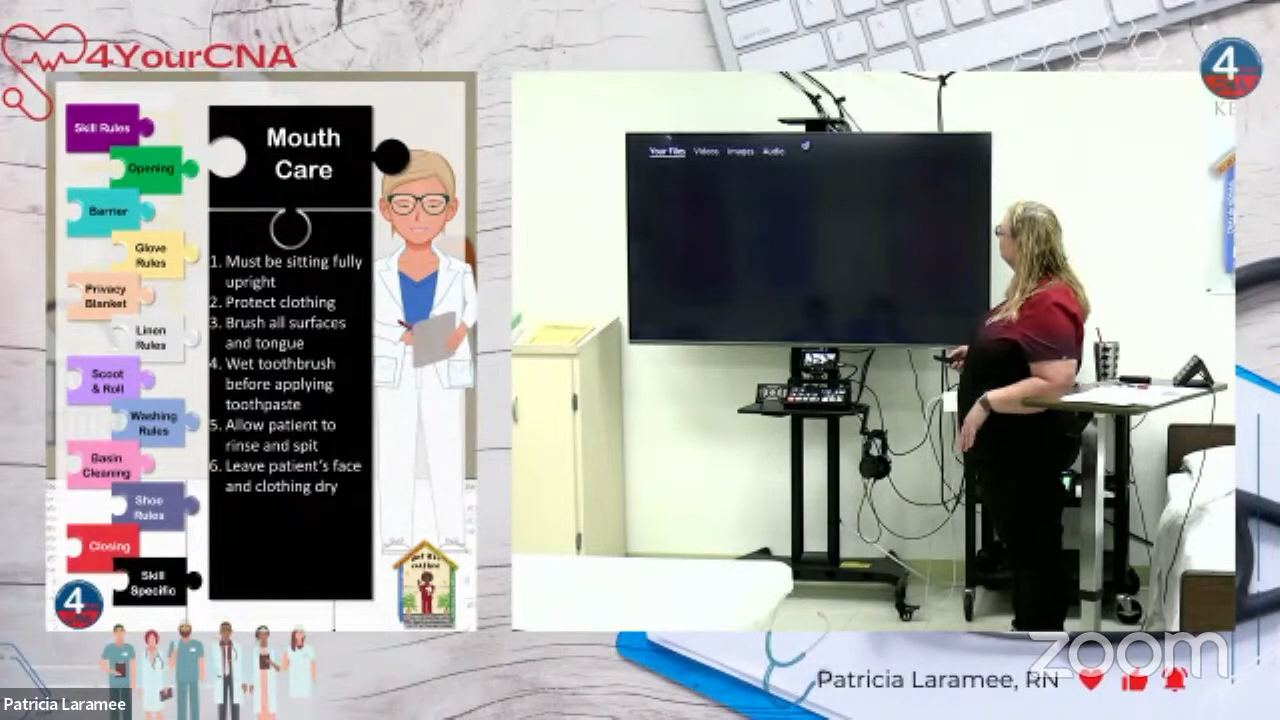 4YourCNA
4
Skill Rules
Opening
Barrier
Glove
Rules
Privacy
Blanket
Linen
Rules
Scoot
& Roll
Washing
Rules
Basin
Cleaning
Shoe
Rules
Closing
Skill
Specific
4
Mouth
Care
1. Must be sitting fully
upright
2. Protect clothing
3. Brush all surfaces
and tongue
4. Wet toothbrush
before applying
toothpaste
5. Allow patient to
rinse and spit
6. Leave patient's face
and clothing dry
Your Files Videos Images Audio
Patricia Laramee, RN
zoom
Patricia Laramee